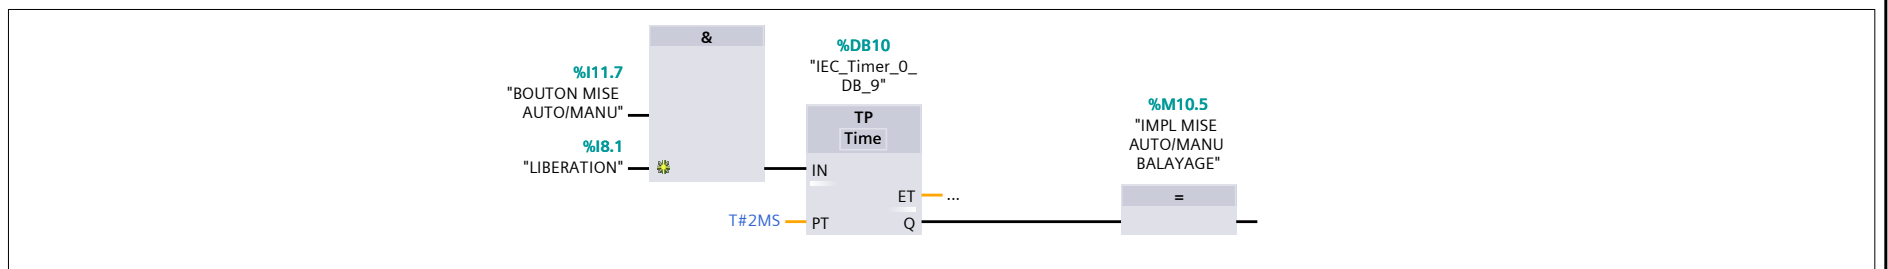 &
%I11.7
"BOUTON MISE
AUTO/MANU"
%I8.1
"LIBERATION"
%DB10
"IEC_Timer_0_
DB_9"
TP
Time
IN
ET
...
T#2MS
PT
Q
%M10.5
"IMPL MISE
AUTO/MANU
BALAYAGE"
=